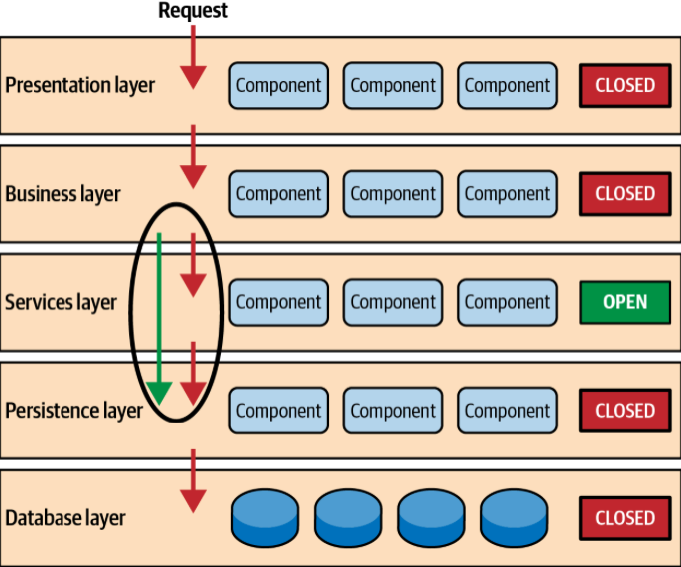 Request
Presentation layer Component Component Component CLOSED
Business layer Component Component Component CLOSED
Services layer Component Component Component OPEN
Persistence layer Component Component Component CLOSED
Database layer CLOSED